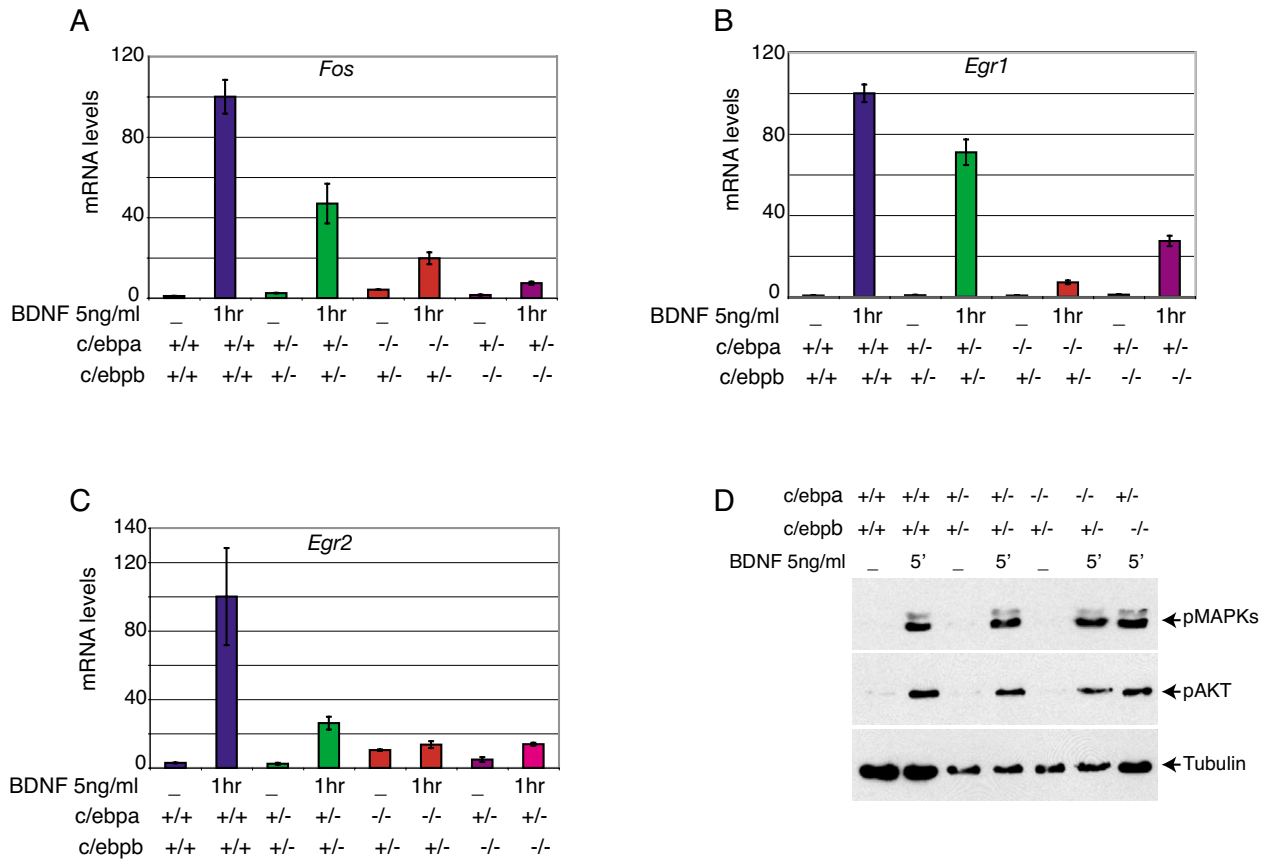 A
Fos
mRNA levels
120
80
40
0
BDNF 5ng/ml _ 1hr _ 1hr _ 1hr _ 1hr
c/ebpa +/+ +/+ +/- +/- -/- -/- +/- +/-
c/ebpb +/+ +/+ +/- +/- +/- +/- -/- -/-
B
Egr1
mRNA levels
120
80
40
0
BDNF 5ng/ml _ 1hr _ 1hr _ 1hr _ 1hr
c/ebpa +/+ +/+ +/- +/- -/- -/- +/- +/-
c/ebpb +/+ +/+ +/- +/- +/- +/- -/- -/-
C
Egr2
mRNA levels
140
120
80
40
0
BDNF 5ng/ml _ 1hr _ 1hr _ 1hr _ 1hr
c/ebpa +/+ +/+ +/- +/- -/- -/- +/- +/-
c/ebpb +/+ +/+ +/- +/- +/- +/- -/- -/-
D
c/ebpa +/+ +/+ +/- +/- -/- -/- +/-
c/ebpb +/+ +/+ +/- +/- +/- +/- -/-
BDNF 5ng/ml _ 5' _ 5' _ 5' 5'
pMAPKs
pAKT
Tubulin